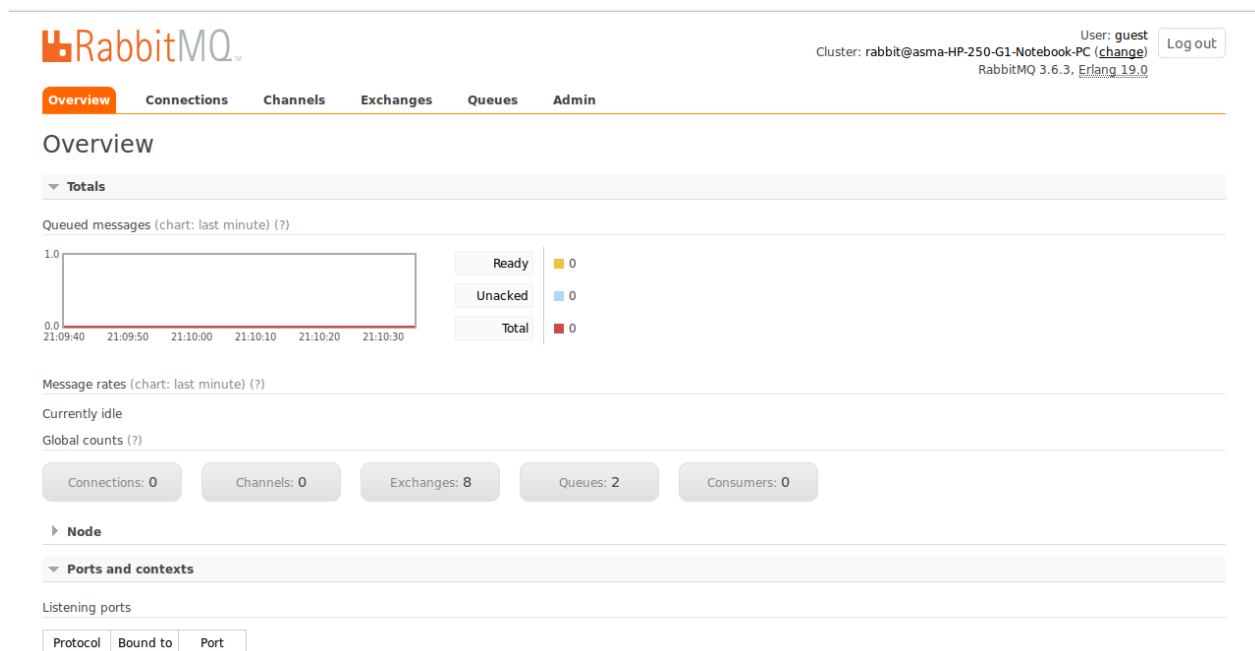 RabbitMQ™
User: guest
Cluster: rabbit@asma-HP-250-G1-Notebook-PC (change)
RabbitMQ 3.6.3, Erlang 19.0
Log out
Overview Connections Channels Exchanges Queues Admin
Overview
Totals
Queued messages (chart: last minute) (?)
1.0
0.0
21:09:40 21:09:50 21:10:00 21:10:10 21:10:20 21:10:30
Ready 0
Unacked 0
Total 0
Message rates (chart: last minute) (?)
Currently idle
Global counts (?)
Connections: 0 Channels: 0 Exchanges: 8 Queues: 2 Consumers: 0
Node
Ports and contexts
Listening ports
Protocol Bound to Port